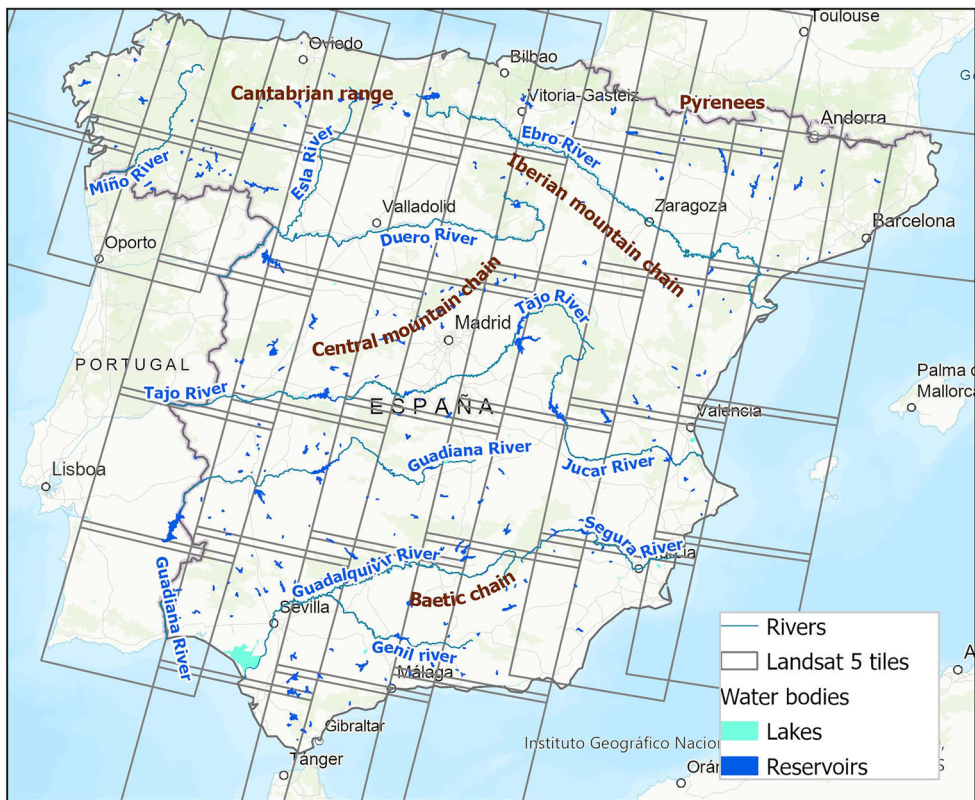 Toulouse
Oviedo
Bilbao
Ge
Cantabrian range
Vitoria-Gasteiz
Pyrenees
Andorra
Ebro River
Esla River
Miño River
Iberian mountain chain
Valladolid
Zaragoza
Barcelona
Oporto
Duero River
Central mountain chain
Tajo River
Madrid
PORTUGAL
Palma d
Mallorca
Tajo River
ESPAÑA
Valencia
Guadiana River
Jucar River
Lisboa
Segura River
Guadalquivir River
Guadiana River
Baetic chain
Sevilla
Genil river
Málaga
Gibraltar
Tánger
Instituto Geográfico Nacion
Orán
A
S
Rivers
Landsat 5 tiles
Water bodies
Lakes
Reservoirs